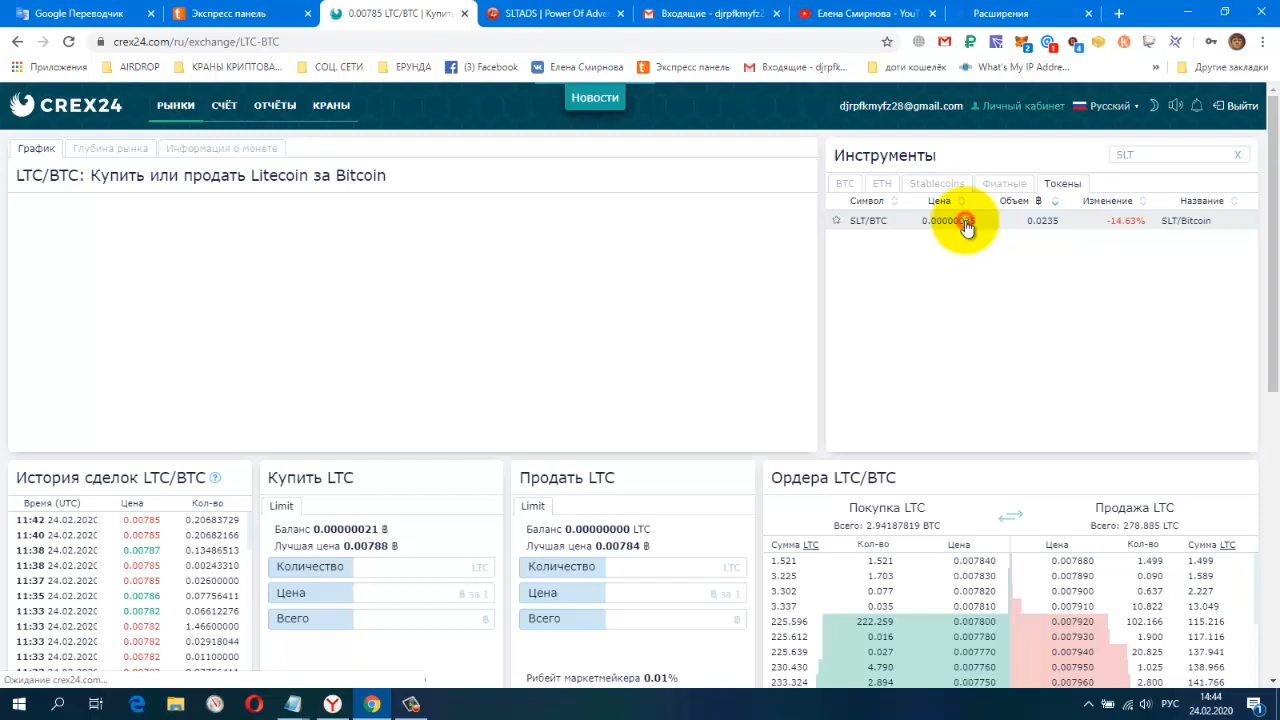 Google Переводчик
Экспресс панель
0.00785 LTC/BTC | Купить
SLTADS | Power Of Adve
Входящие - djrpfkmyfz2
Елена Смирнова - YouT
Расширения
crex24.com/ru/exchange/LTC-BTC
Приложения
AIRDROP
КРАНЫ КРИПТОВА...
СОЦ. СЕТИ
ЕРУНДА
(3) Facebook
Елена Смирнова
Экспресс панель
Входящие - djrpfk...
доги кошелёк
What's My IP Addre...
»
Другие закладки
CREX24
РЫНКИ СЧЁТ ОТЧЁТЫ КРАНЫ
Новости
djrpfkmyfz28@gmail.com Личный кабинет Русский Выйти
График Глубина рынка Информация о монете
LTC/BTC: Купить или продать Litecoin за Bitcoin
Инструменты
SLT X
BTC ETH Stablecoins Фиатные Токены
Символ Цена Объем ฿ Изменение Название
SLT/BTC 0.0235 -14.63% SLT/Bitcoin
История сделок LTC/BTC ?
Время (UTC) Цена Кол-во
11:42 24.02.202 0.00785 0.20683729
11:40 24.02.202 0.00785 0.20682166
11:38 24.02.202 0.00787 0.13486513
11:38 24.02.202 0.00785 0.00243310
11:37 24.02.202 0.00785 0.02600000
11:35 24.02.202 0.00786 0.07756411
11:33 24.02.202 0.00782 0.06612276
11:33 24.02.202 0.00782 1.46600000
11:33 24.02.202 0.00782 0.02918044
11:33 24.02.202 0.00782 0.01100000
Купить LTC
Limit
Баланс 0.00000021 ฿
Лучшая цена 0.00788 ฿
Количество LTC
Цена ฿ за 1
Всего ฿
Продать LTC
Limit
Баланс 0.00000000 LTC
Лучшая цена 0.00784 ฿
Количество LTC
Цена ฿ за 1
Всего ฿
Рибейт маркетмейкера 0.01%
Ордера LTC/BTC
Покупка LTC
Всего: 2.94187819 BTC
Продажа LTC
Всего: 278.885 LTC
Сумма LTC Кол-во Цена Цена Кол-во Сумма LTC
1.521 1.521 0.007840 0.007880 1.499 1.499
3.225 1.703 0.007830 0.007890 0.090 1.589
3.302 0.077 0.007820 0.007900 0.637 2.227
3.337 0.035 0.007810 0.007910 10.822 13.049
225.596 222.259 0.007800 0.007920 102.166 115.216
225.612 0.016 0.007780 0.007930 1.900 117.116
225.639 0.027 0.007770 0.007940 20.825 137.941
230.430 4.790 0.007760 0.007950 1.025 138.966
233.324 2.894 0.007750 0.007960 2.800 141.766
Ожидание crex24.com...
РУС
14:44
24.02.2020